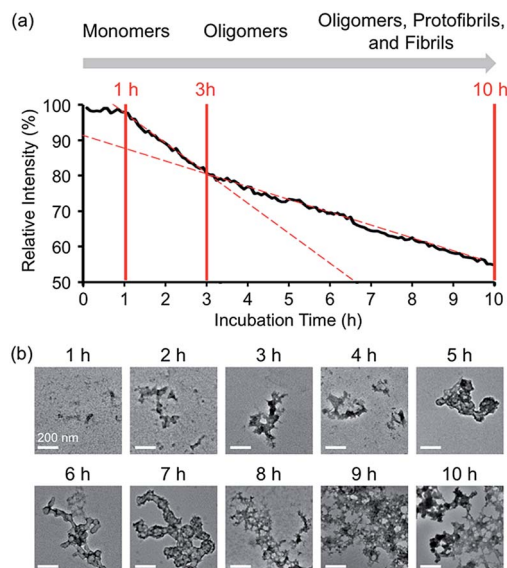 (a)
Monomers
Oligomers
Oligomers, Protofibrils,
and Fibrils
1 h
3h
10 h
Relative Intensity (%)
100
90
80
70
60
50
0 1 2 3 4 5 6 7 8 9 10
Incubation Time (h)
(b)
1 h 2 h 3 h 4 h 5 h
200 nm
6 h 7 h 8 h 9 h 10 h